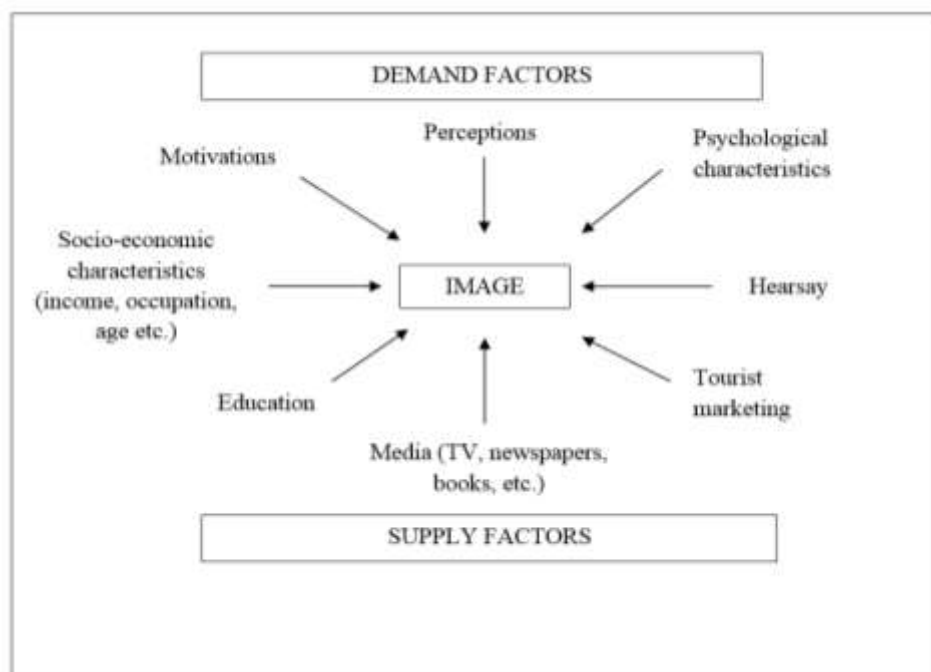 DEMAND FACTORS
Perceptions
Motivations
Psychological
characteristics
Socio-economic
characteristics
(income, occupation,
age etc.)
IMAGE
Hearsay
Education
Tourist
marketing
Media (TV, newspapers,
books, etc.)
SUPPLY FACTORS